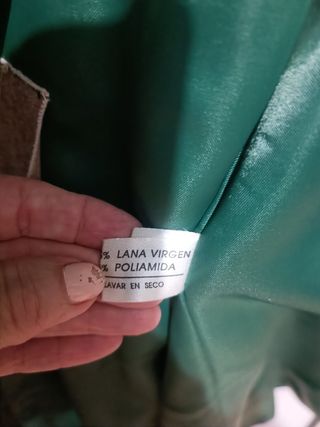 % LANA VIRGEN
% POLIAMIDA
LAVAR EN SECO